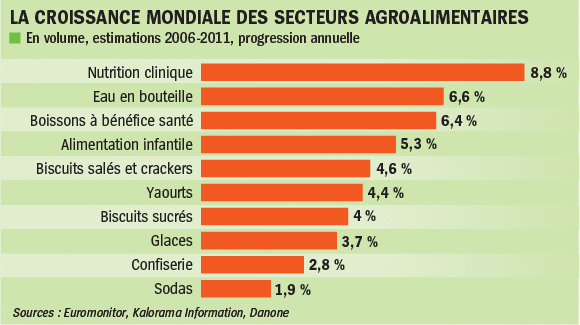 LA CROISSANCE MONDIALE DES SECTEURS AGROALIMENTAIRES
En volume, estimations 2006-2011, progression annuelle
Nutrition clinique 8,8 %
Eau en bouteille 6,6 %
Boissons à bénéfice santé 6,4 %
Alimentation infantile 5,3 %
Biscuits salés et crackers 4,6 %
Yaourts 4,4 %
Biscuits sucrés 4 %
Glaces 3,7 %
Confiserie 2,8 %
Sodas 1,9 %
Sources : Euromonitor, Kalorama Information, Danone